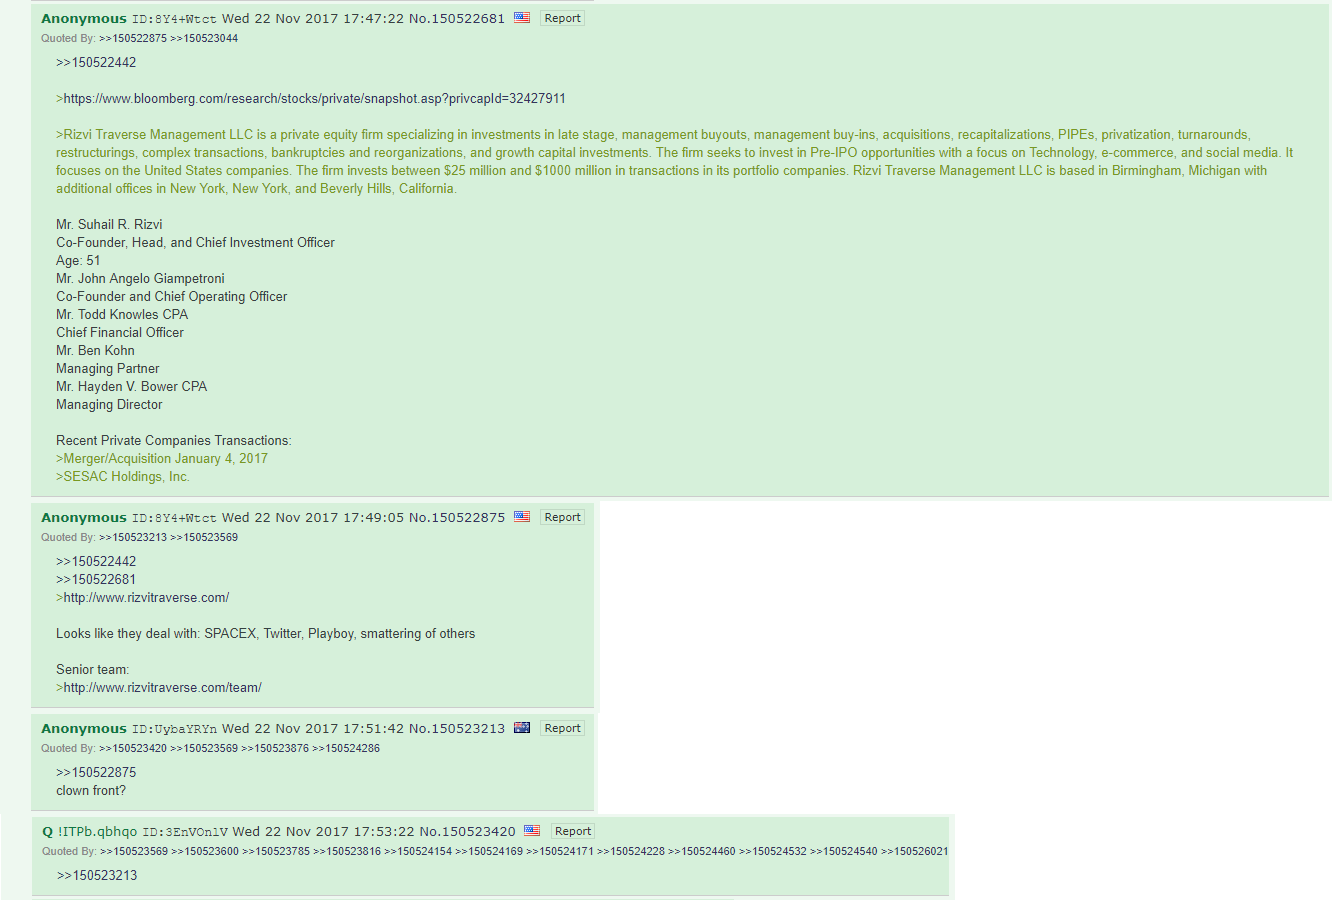 Anonymous ID:8Y4+Wtct Wed 22 Nov 2017 17:47:22 No.150522681 Report
Quoted By: >>150522875 >>150523044
>>150522442
>https://www.bloomberg.com/research/stocks/private/snapshot.asp?privcapId=32427911
>Rizvi Traverse Management LLC is a private equity firm specializing in investments in late stage, management buyouts, management buy-ins, acquisitions, recapitalizations, PIPEs, privatization, turnarounds,
restructurings, complex transactions, bankruptcies and reorganizations, and growth capital investments. The firm seeks to invest in Pre-IPO opportunities with a focus on Technology, e-commerce, and social media. It
focuses on the United States companies. The firm invests between $25 million and $1000 million in transactions in its portfolio companies. Rizvi Traverse Management LLC is based in Birmingham, Michigan with
additional offices in New York, New York, and Beverly Hills, California.
Mr. Suhail R. Rizvi
Co-Founder, Head, and Chief Investment Officer
Age: 51
Mr. John Angelo Giampetroni
Co-Founder and Chief Operating Officer
Mr. Todd Knowles CPA
Chief Financial Officer
Mr. Ben Kohn
Managing Partner
Mr. Hayden V. Bower CPA
Managing Director
Recent Private Companies Transactions:
>Merger/Acquisition January 4, 2017
>SESAC Holdings, Inc.
Anonymous ID:8Y4+Wtct Wed 22 Nov 2017 17:49:05 No.150522875 Report
Quoted By: >>150523213 >>150523569
>>150522442
>>150522681
>http://www.rizvitraverse.com/
Looks like they deal with: SPACEX, Twitter, Playboy, smattering of others
Senior team:
>http://www.rizvitraverse.com/team/
Anonymous ID:UybaYRYn Wed 22 Nov 2017 17:51:42 No.150523213 Report
Quoted By: >>150523420 >>150523569 >>150523876 >>150524286
>>150522875
clown front?
Q !ITPb.qbhqo ID:3EnVOnlV Wed 22 Nov 2017 17:53:22 No.150523420 Report
Quoted By: >>150523569 >>150523600 >>150523785 >>150523816 >>150524154 >>150524169 >>150524171 >>150524228 >>150524460 >>150524532 >>150524540 >>150526021
>>150523213